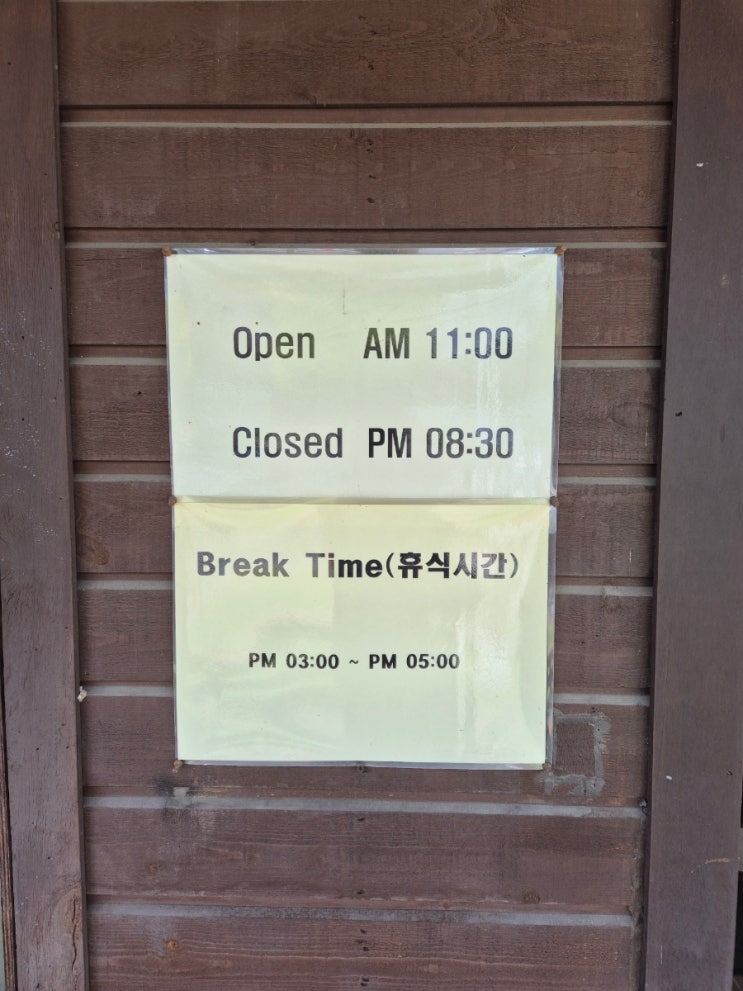 Open AM 11:00
Closed PM 08:30
Break Time(휴식시간)
PM 03:00 ~ PM 05:00